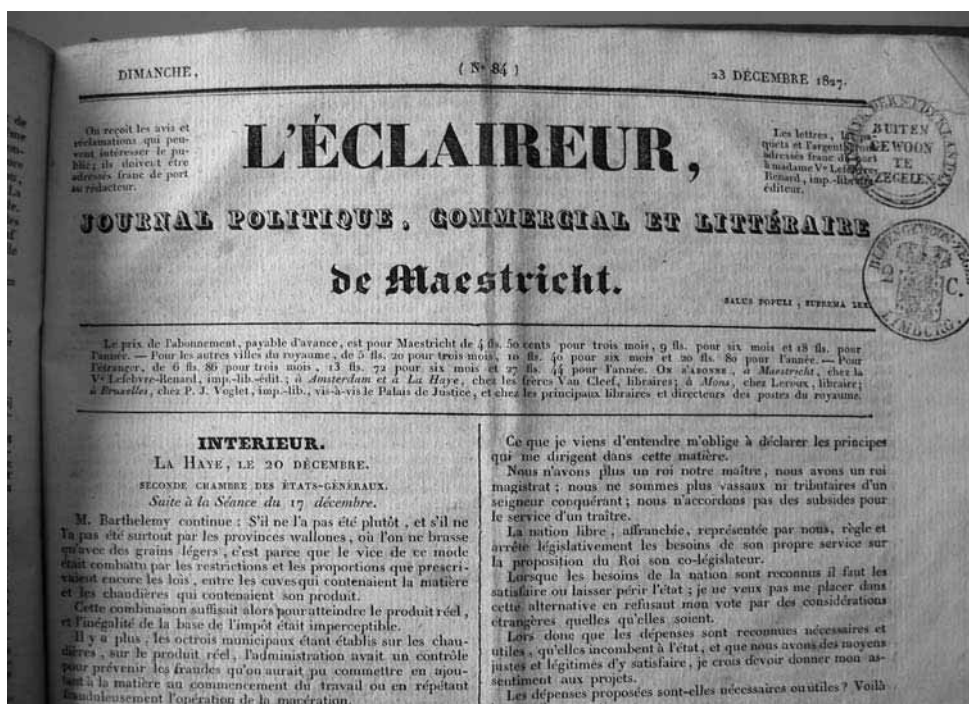 DIMANCHE,
( No 84 )
23 DÉCEMBRE 1827.
On reçoit les avis et
réclamations qui peu-
vent intéresser le pu-
blic; ils doivent être
adressés franc de port
au rédacteur.
L'ÉCLAIREUR,
Les lettres,
quets et l'argent
adressés franc de port
à madame Ve Lefebvre-
Renard, imp.-libraire
éditeur.
BUITEN
GEWOON
TE
ZEGELEN
JOURNAL POLITIQUE, COMMERCIAL ET LITTÉRAIRE
de Maestricht.
SALUS POPULI, SUPREMA LEX.
C.
LIMBURG.
Le prix de l'abonnement, payable d'avance, est pour Maestricht de 4 fls. 50 cents pour trois mois, 9 fls. pour six mois et 18 fls. pour
l'année. — Pour les autres villes du royaume, de 5 fls. 20 pour trois mois, 10 fls. 40 pour six mois et 20 fls. 80 pour l'année. — Pour
l'étranger, de 6 fls. 86 pour trois mois, 13 fls. 72 pour six mois et 27 fls. 44 pour l'année. ON S'ABONNE, à Maestricht, chez la
Ve Lefebvre-Renard, imp.-lib.-édit.; à Amsterdam et à La Haye, chez les frères Van Cleef, libraires; à Mons, chez Leroux, libraire;
à Bruxelles, chez P. J. Voglet, imp.-lib., vis-à-vis le Palais de Justice, et chez les principaux libraires et directeurs des postes du royaume.
INTERIEUR.
LA HAYE, LE 20 DÉCEMBRE.
SECONDE CHAMBRE DES ÉTATS-GÉNÉRAUX.
Suite à la Séance du 17 décembre.
M. Barthelemy continue : S'il ne l'a pas été plutôt, et s'il ne
l'a pas été surtout par les provinces wallones, où l'on ne brasse
qu'avec des grains légers, c'est parce que le vice de ce mode
était combattu par les restrictions et les proportions que prescri-
vaient encore les lois, entre les cuves qui contenaient la matière
et les chaudières qui contenaient son produit.
Cette combinaison suffisait alors pour atteindre le produit réel,
et l'inégalité de la base de l'impôt était imperceptible.
Il y a plus, les octrois municipaux étant établis sur les chau-
dières, sur le produit réel, l'administration avait un contrôle
pour prévenir les fraudes qu'on aurait pu commettre en ajou-
tant à la matière au commencement du travail ou en répétant
frauduleusement l'opération de la macération.
Ce que je viens d'entendre m'oblige à déclarer les principes
qui me dirigent dans cette matière.
Nous n'avons plus un roi notre maître, nous avons un roi
magistrat; nous ne sommes plus vassaux ni tributaires d'un
seigneur conquérant; nous n'accordons pas des subsides pour
le service d'un traître.
La nation libre, affranchie, représentée par nous, règle et
arrête législativement les besoins de son propre service sur
la proposition du Roi son co-législateur.
Lorsque les besoins de la nation sont reconnus il faut les
satisfaire ou laisser périr l'état; je ne veux pas me placer dans
cette alternative en refusant mon vote par des considérations
étrangères quelles qu'elles soient.
Lors donc que les dépenses sont reconnues nécessaires et
utiles, qu'elles incombent à l'état, et que nous avons des moyens
justes et légitimes d'y satisfaire, je crois devoir donner mon as-
sentiment aux projets.
Les dépenses proposées sont-elles nécessaires ou utiles? Voilà